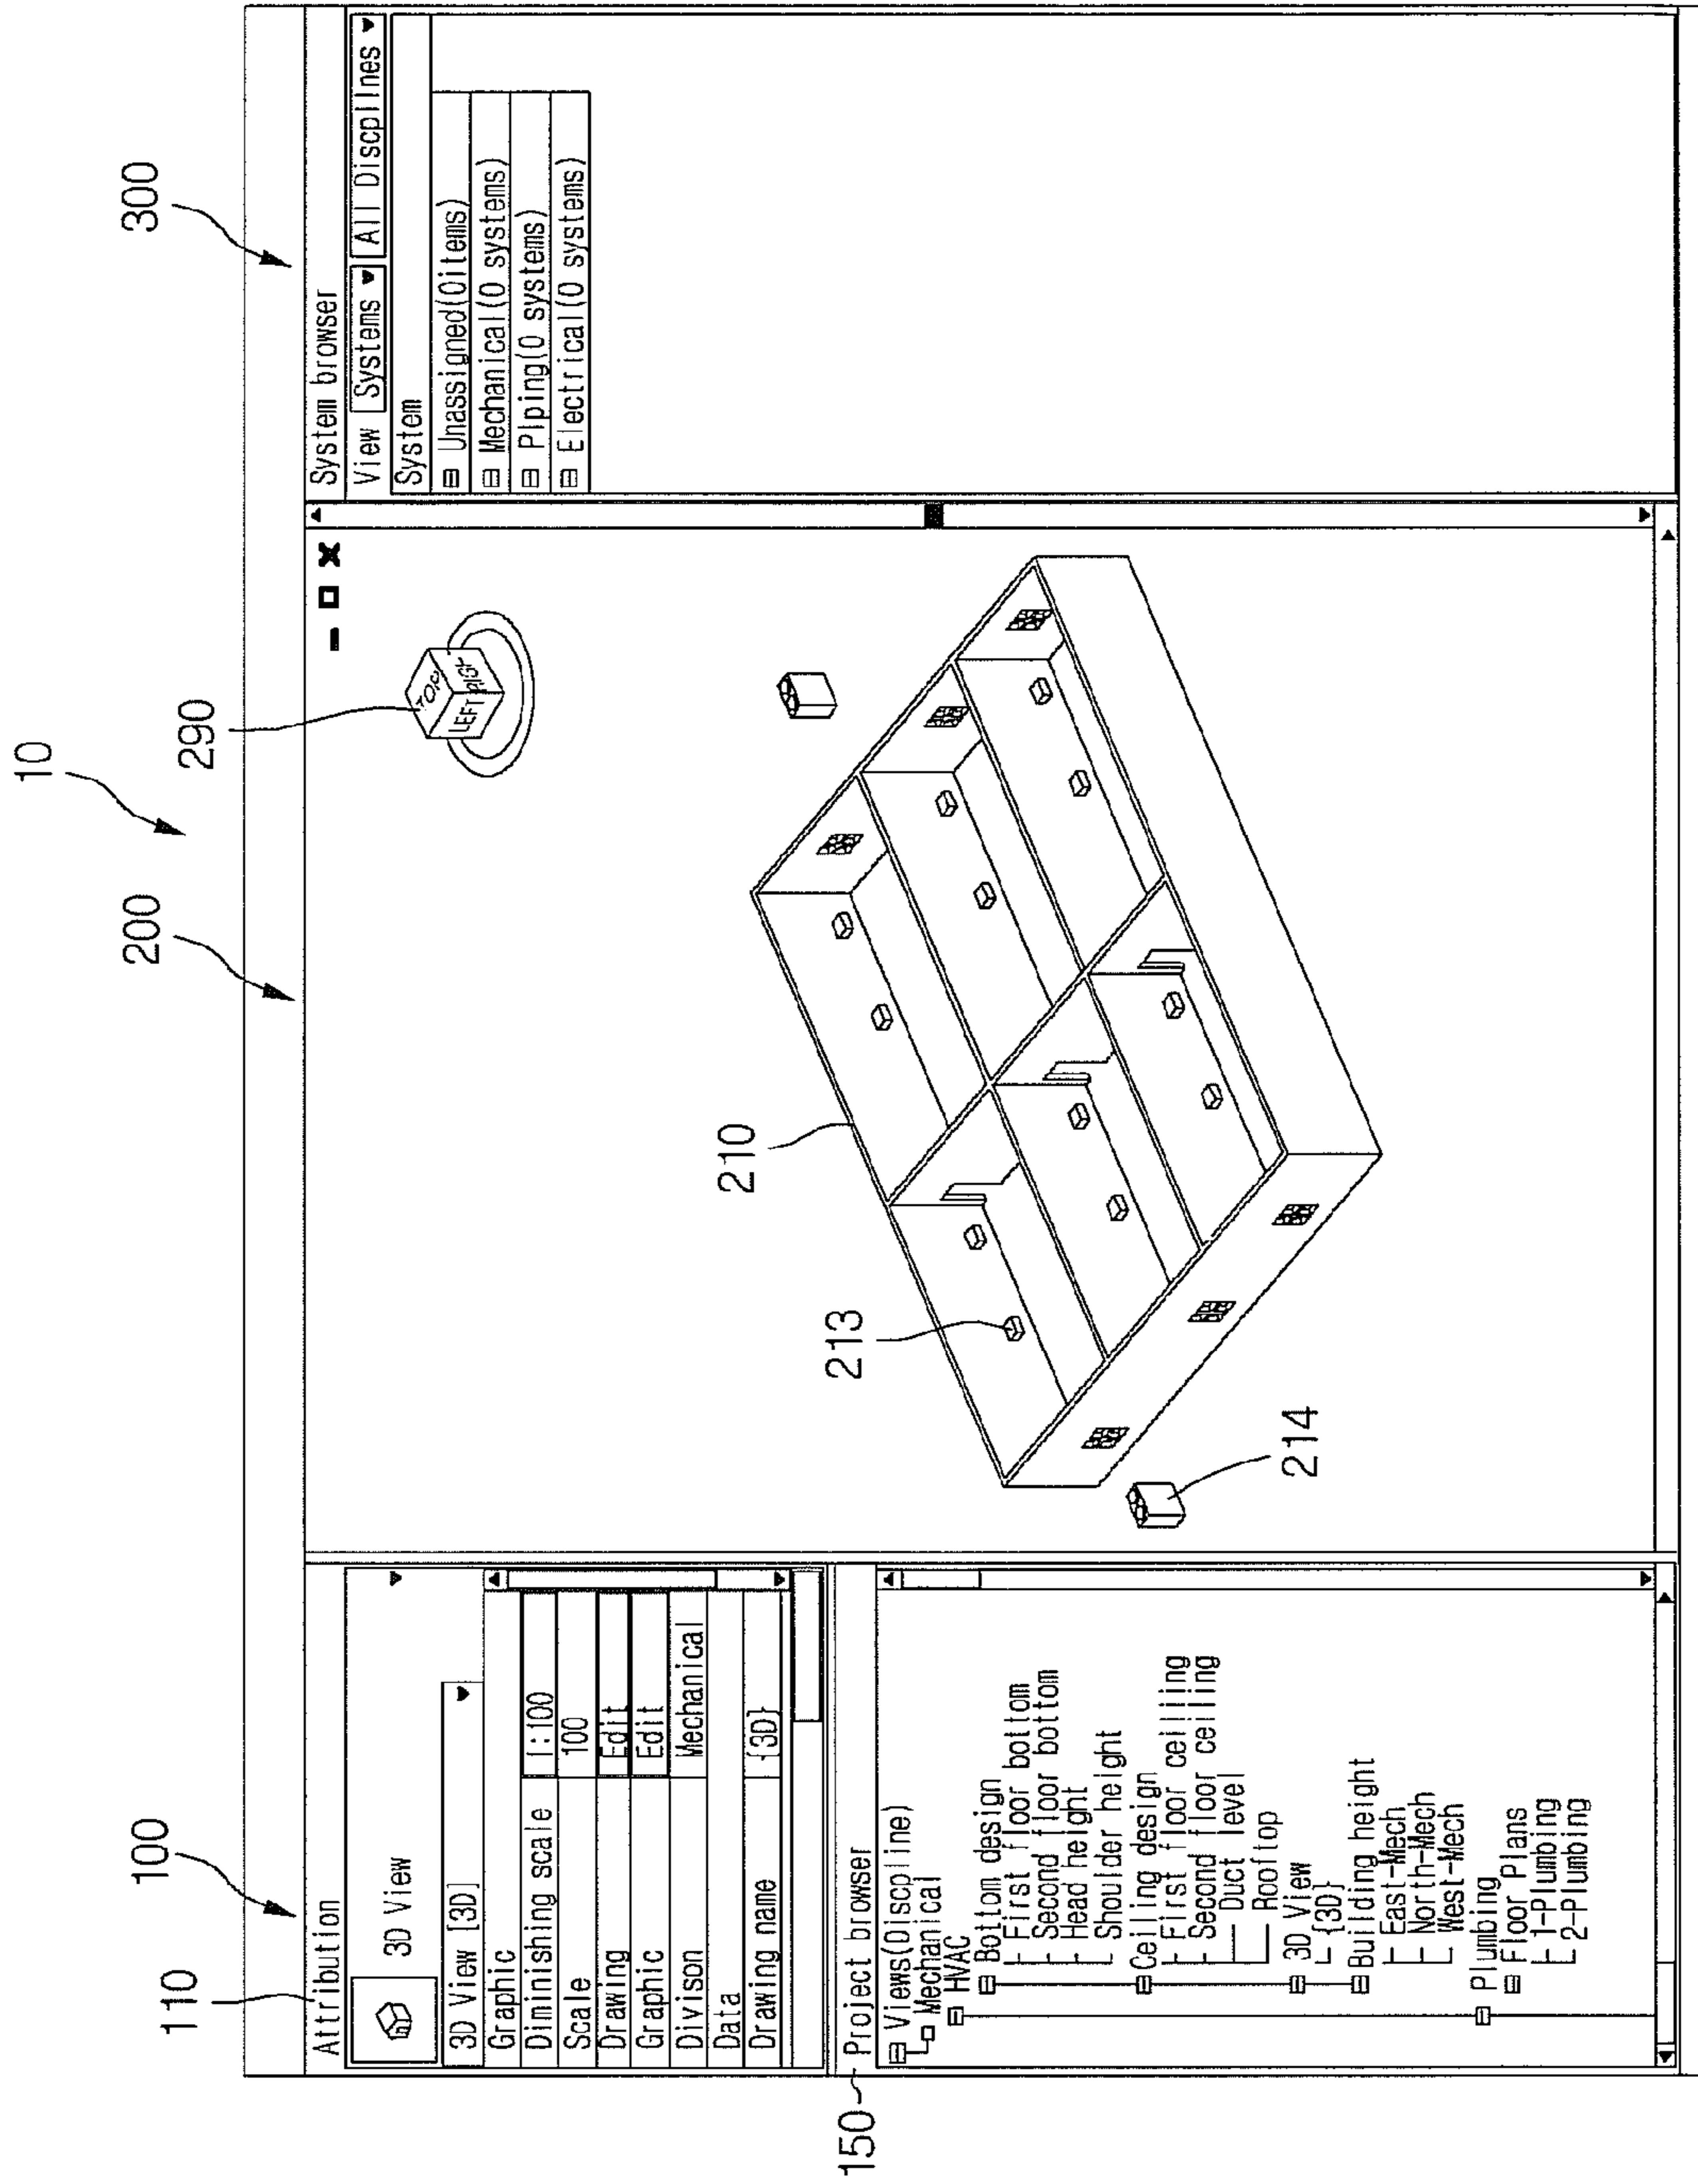 10
100
200
300
110
290
Attribution
3D View
3D View [3D]
Graphic
Diminishing scale 1:100
Scale 100
Drawing Edit
Graphic Edit
Divison Mechanical
Data
Drawing name {3D}
150
Project browser
Views(Discpline)
Mechanical
HVAC
Bottom design
First floor bottom
Second floor bottom
Head height
Shoulder height
Ceiling design
First floor ceiling
Second floor ceiling
Duct level
Rooftop
3D View
{3D}
Building height
East-Mech
North-Mech
West-Mech
Plumbing
Floor Plans
1-Plumbing
2-Plumbing
TOP
LEFT
RIGH
210
213
214
System browser
View Systems All Discplines
System
Unassigned(0items)
Mechanical(0 systems)
Piping(0 systems)
Electrical(0 systems)